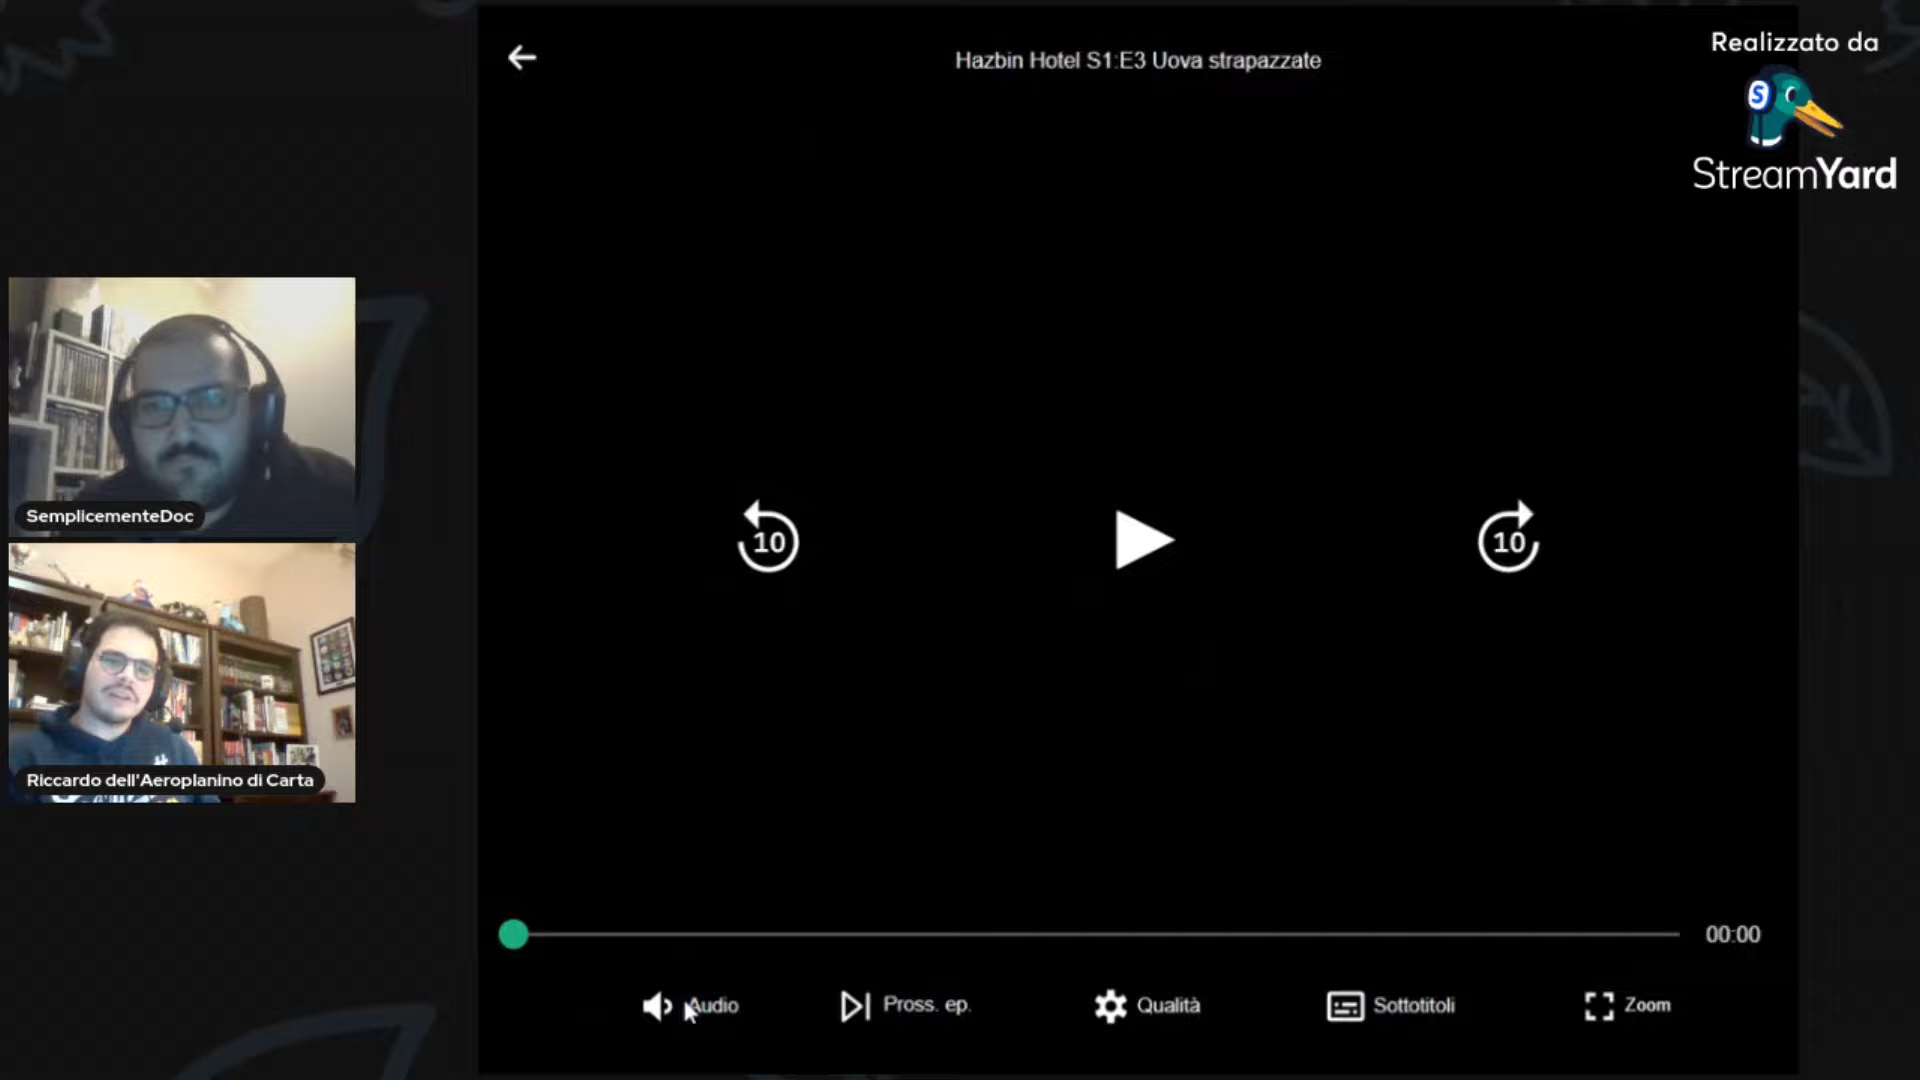 Hazbin Hotel S1:E3 Uova strapazzate
Realizzato da
S
StreamYard
SemplicementeDoc
10
10
Riccardo dell'Aeroplanino di Carta
00:00
Audio
Pross. ep.
Qualità
Sottotitoli
Zoom